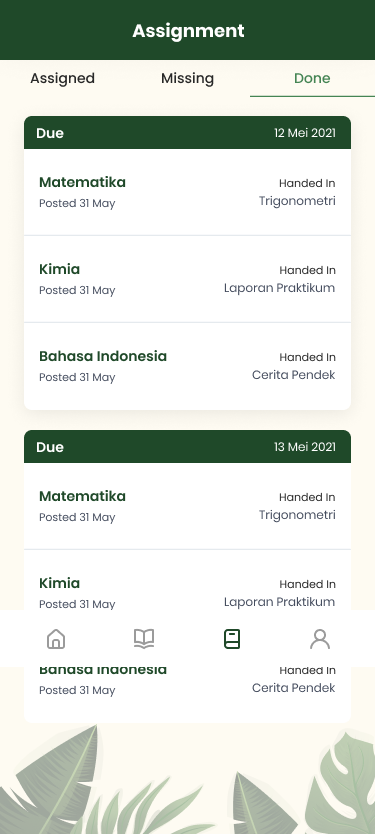 Assignment
Assigned Missing Done
Due 12 Mei 2021
Matematika Handed In
Posted 31 May Trigonometri
Kimia Handed In
Posted 31 May Laporan Praktikum
Bahasa Indonesia Handed In
Posted 31 May Cerita Pendek
Due 13 Mei 2021
Matematika Handed In
Posted 31 May Trigonometri
Kimia Handed In
Posted 31 May Laporan Praktikum
Bahasa Indonesia Handed In
Posted 31 May Cerita Pendek